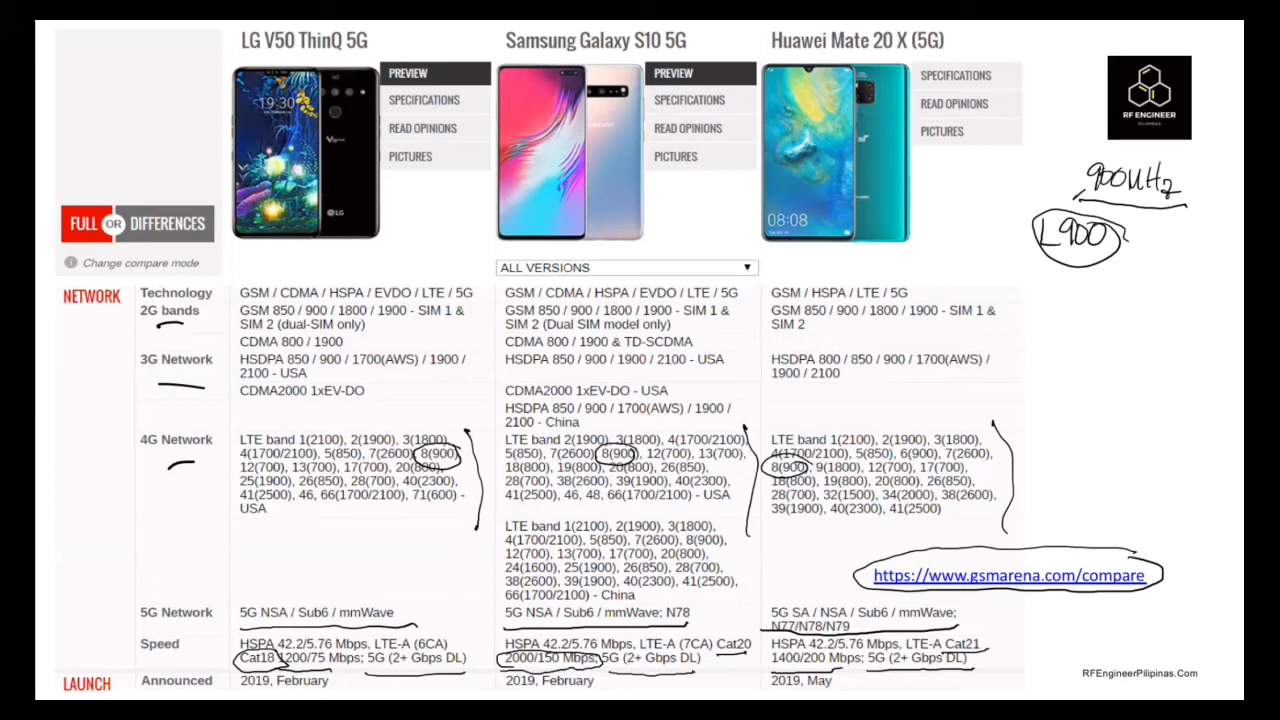 LG V50 ThinQ 5G
PREVIEW
SPECIFICATIONS
READ OPINIONS
PICTURES
Samsung Galaxy S10 5G
PREVIEW
SPECIFICATIONS
READ OPINIONS
PICTURES
Huawei Mate 20 X (5G)
SPECIFICATIONS
READ OPINIONS
PICTURES
19:30
LG
08:08
RF ENGINEER
PILIPINAS
900MHz
L900
FULL OR DIFFERENCES
Change compare mode
ALL VERSIONS
NETWORK
Technology
GSM / CDMA / HSPA / EVDO / LTE / 5G
GSM / CDMA / HSPA / EVDO / LTE / 5G
GSM / HSPA / LTE / 5G
2G bands
GSM 850 / 900 / 1800 / 1900 - SIM 1 &
SIM 2 (dual-SIM only)
CDMA 800 / 1900
GSM 850 / 900 / 1800 / 1900 - SIM 1 &
SIM 2 (Dual SIM model only)
CDMA 800 / 1900 & TD-SCDMA
GSM 850 / 900 / 1800 / 1900 - SIM 1 &
SIM 2
3G Network
HSDPA 850 / 900 / 1700(AWS) / 1900 /
2100 - USA
CDMA2000 1xEV-DO
HSDPA 850 / 900 / 1900 / 2100 - USA
CDMA2000 1xEV-DO - USA
HSDPA 850 / 900 / 1700(AWS) / 1900 /
2100 - China
HSDPA 800 / 850 / 900 / 1700(AWS) /
1900 / 2100
4G Network
LTE band 1(2100), 2(1900), 3(1800),
4(1700/2100), 5(850), 7(2600), 8(900),
12(700), 13(700), 17(700), 20(800),
25(1900), 26(850), 28(700), 40(2300),
41(2500), 46, 66(1700/2100), 71(600) -
USA
LTE band 2(1900), 3(1800), 4(1700/2100),
5(850), 7(2600), 8(900), 12(700), 13(700),
18(800), 19(800), 20(800), 26(850),
28(700), 38(2600), 39(1900), 40(2300),
41(2500), 46, 48, 66(1700/2100) - USA
LTE band 1(2100), 2(1900), 3(1800),
4(1700/2100), 5(850), 7(2600), 8(900),
12(700), 13(700), 17(700), 20(800),
24(1600), 25(1900), 26(850), 28(700),
38(2600), 39(1900), 40(2300), 41(2500),
66(1700/2100) - China
LTE band 1(2100), 2(1900), 3(1800),
4(1700/2100), 5(850), 6(900), 7(2600),
8(900), 9(1800), 12(700), 17(700),
18(800), 19(800), 20(800), 26(850),
28(700), 32(1500), 34(2000), 38(2600),
39(1900), 40(2300), 41(2500)
https://www.gsmarena.com/compare
5G Network
5G NSA / Sub6 / mmWave
5G NSA / Sub6 / mmWave; N78
5G SA / NSA / Sub6 / mmWave;
N77/N78/N79
Speed
HSPA 42.2/5.76 Mbps, LTE-A (6CA)
Cat18 1200/75 Mbps; 5G (2+ Gbps DL)
HSPA 42.2/5.76 Mbps, LTE-A (7CA) Cat20
2000/150 Mbps; 5G (2+ Gbps DL)
HSPA 42.2/5.76 Mbps, LTE-A Cat21
1400/200 Mbps; 5G (2+ Gbps DL)
LAUNCH
Announced
2019, February
2019, February
2019, May
RFEngineerPilipinas.Com